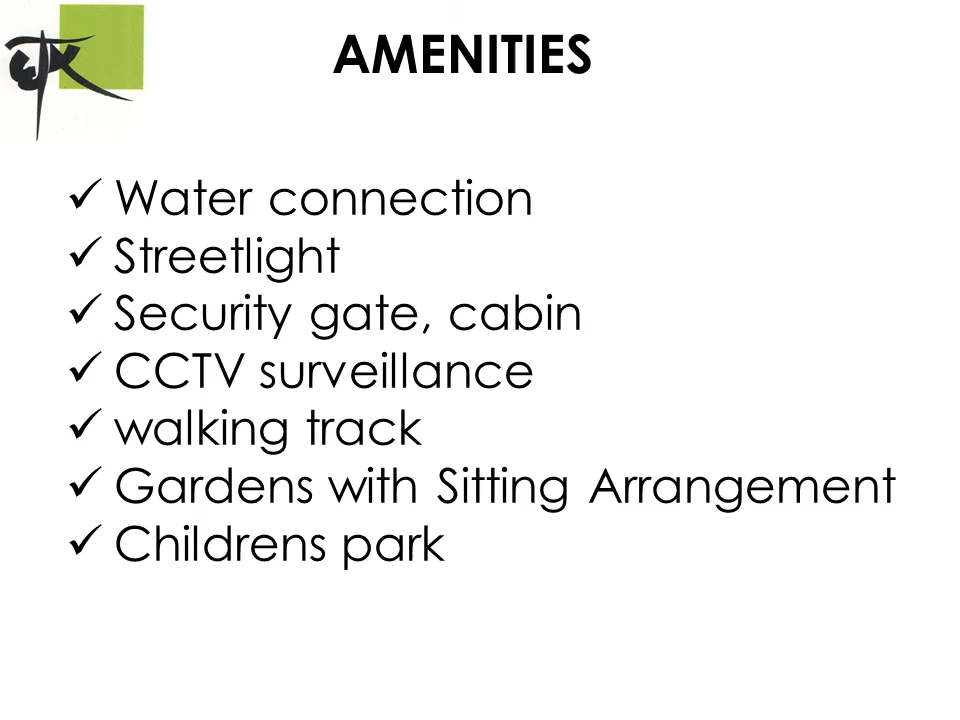 AMENITIES
✓ Water connection
✓ Streetlight
✓ Security gate, cabin
✓ CCTV surveillance
✓ walking track
✓ Gardens with Sitting Arrangement
✓ Childrens park